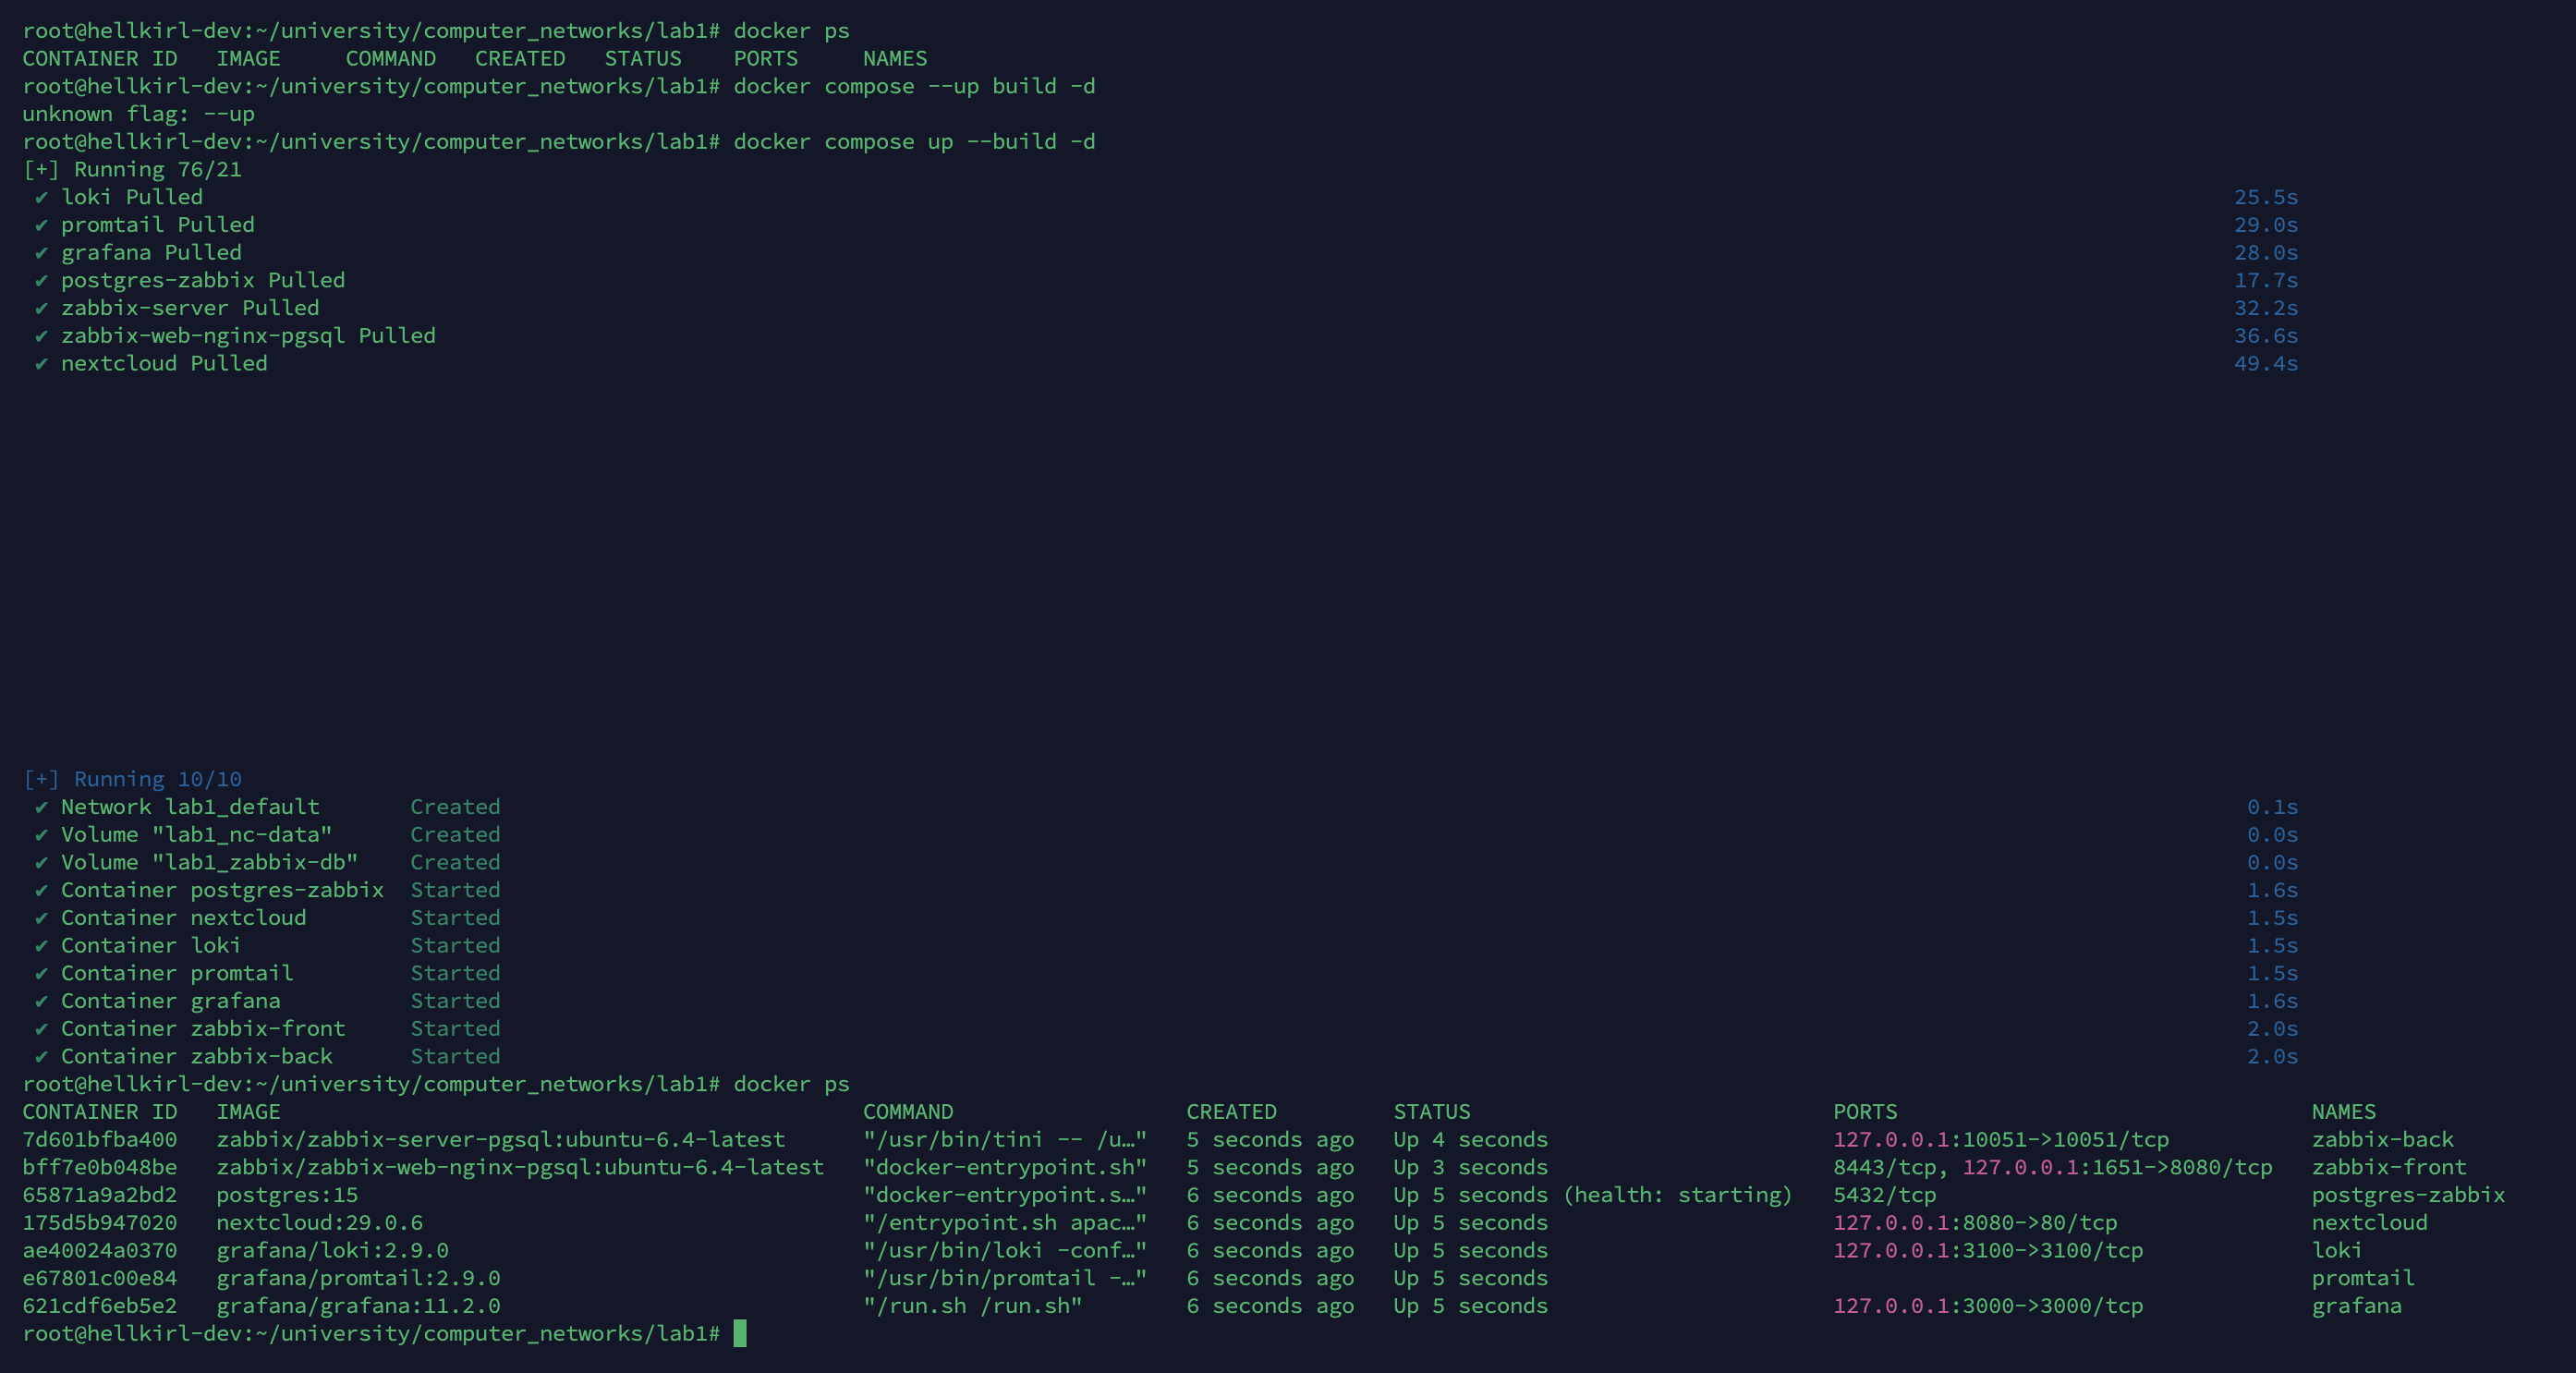 root@hellkirl-dev:~/university/computer_networks/lab1# docker ps
CONTAINER ID   IMAGE     COMMAND   CREATED   STATUS    PORTS     NAMES
root@hellkirl-dev:~/university/computer_networks/lab1# docker compose --up build -d
unknown flag: --up
root@hellkirl-dev:~/university/computer_networks/lab1# docker compose up --build -d
[+] Running 76/21
✔ loki Pulled 25.5s
✔ promtail Pulled 29.0s
✔ grafana Pulled 28.0s
✔ postgres-zabbix Pulled 17.7s
✔ zabbix-server Pulled 32.2s
✔ zabbix-web-nginx-pgsql Pulled 36.6s
✔ nextcloud Pulled 49.4s
[+] Running 10/10
✔ Network lab1_default       Created 0.1s
✔ Volume "lab1_nc-data"      Created 0.0s
✔ Volume "lab1_zabbix-db"    Created 0.0s
✔ Container postgres-zabbix  Started 1.6s
✔ Container nextcloud        Started 1.5s
✔ Container loki             Started 1.5s
✔ Container promtail         Started 1.5s
✔ Container grafana          Started 1.6s
✔ Container zabbix-front     Started 2.0s
✔ Container zabbix-back      Started 2.0s
root@hellkirl-dev:~/university/computer_networks/lab1# docker ps
CONTAINER ID   IMAGE   COMMAND   CREATED   STATUS   PORTS   NAMES
7d601bfba400   zabbix/zabbix-server-pgsql:ubuntu-6.4-latest   "/usr/bin/tini -- /u…"   5 seconds ago   Up 4 seconds   127.0.0.1:10051->10051/tcp   zabbix-back
bff7e0b048be   zabbix/zabbix-web-nginx-pgsql:ubuntu-6.4-latest   "docker-entrypoint.sh"   5 seconds ago   Up 3 seconds   8443/tcp, 127.0.0.1:1651->8080/tcp   zabbix-front
65871a9a2bd2   postgres:15   "docker-entrypoint.s…"   6 seconds ago   Up 5 seconds (health: starting)   5432/tcp   postgres-zabbix
175d5b947020   nextcloud:29.0.6   "/entrypoint.sh apac…"   6 seconds ago   Up 5 seconds   127.0.0.1:8080->80/tcp   nextcloud
ae40024a0370   grafana/loki:2.9.0   "/usr/bin/loki -conf…"   6 seconds ago   Up 5 seconds   127.0.0.1:3100->3100/tcp   loki
e67801c00e84   grafana/promtail:2.9.0   "/usr/bin/promtail -…"   6 seconds ago   Up 5 seconds   promtail
621cdf6eb5e2   grafana/grafana:11.2.0   "/run.sh /run.sh"   6 seconds ago   Up 5 seconds   127.0.0.1:3000->3000/tcp   grafana
root@hellkirl-dev:~/university/computer_networks/lab1#